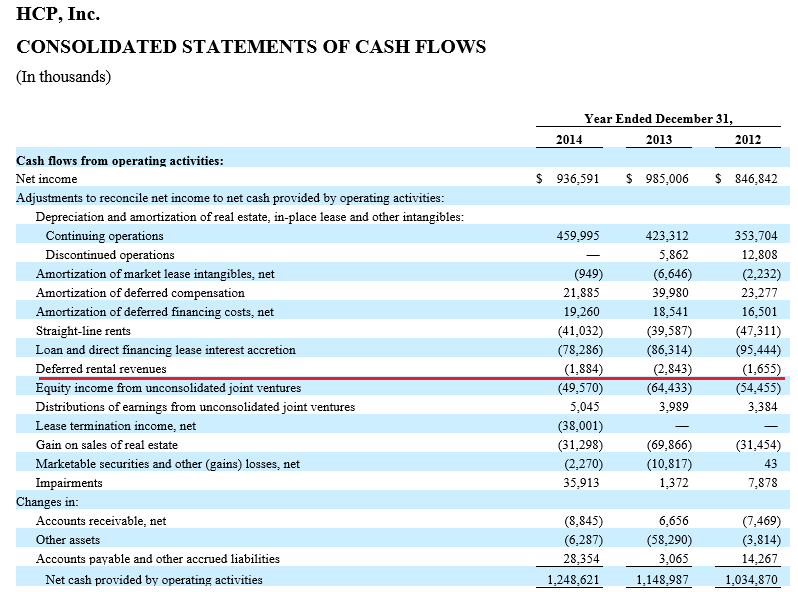 HCP, Inc.
CONSOLIDATED STATEMENTS OF CASH FLOWS
(In thousands)
Year Ended December 31,
2014 2013 2012
Cash flows from operating activities:
Net income $ 936,591 $ 985,006 $ 846,842
Adjustments to reconcile net income to net cash provided by operating activities:
Depreciation and amortization of real estate, in-place lease and other intangibles:
Continuing operations 459,995 423,312 353,704
Discontinued operations — 5,862 12,808
Amortization of market lease intangibles, net (949) (6,646) (2,232)
Amortization of deferred compensation 21,885 39,980 23,277
Amortization of deferred financing costs, net 19,260 18,541 16,501
Straight-line rents (41,032) (39,587) (47,311)
Loan and direct financing lease interest accretion (78,286) (86,314) (95,444)
Deferred rental revenues (1,884) (2,843) (1,655)
Equity income from unconsolidated joint ventures (49,570) (64,433) (54,455)
Distributions of earnings from unconsolidated joint ventures 5,045 3,989 3,384
Lease termination income, net (38,001) — —
Gain on sales of real estate (31,298) (69,866) (31,454)
Marketable securities and other (gains) losses, net (2,270) (10,817) 43
Impairments 35,913 1,372 7,878
Changes in:
Accounts receivable, net (8,845) 6,656 (7,469)
Other assets (6,287) (58,290) (3,814)
Accounts payable and other accrued liabilities 28,354 3,065 14,267
Net cash provided by operating activities 1,248,621 1,148,987 1,034,870